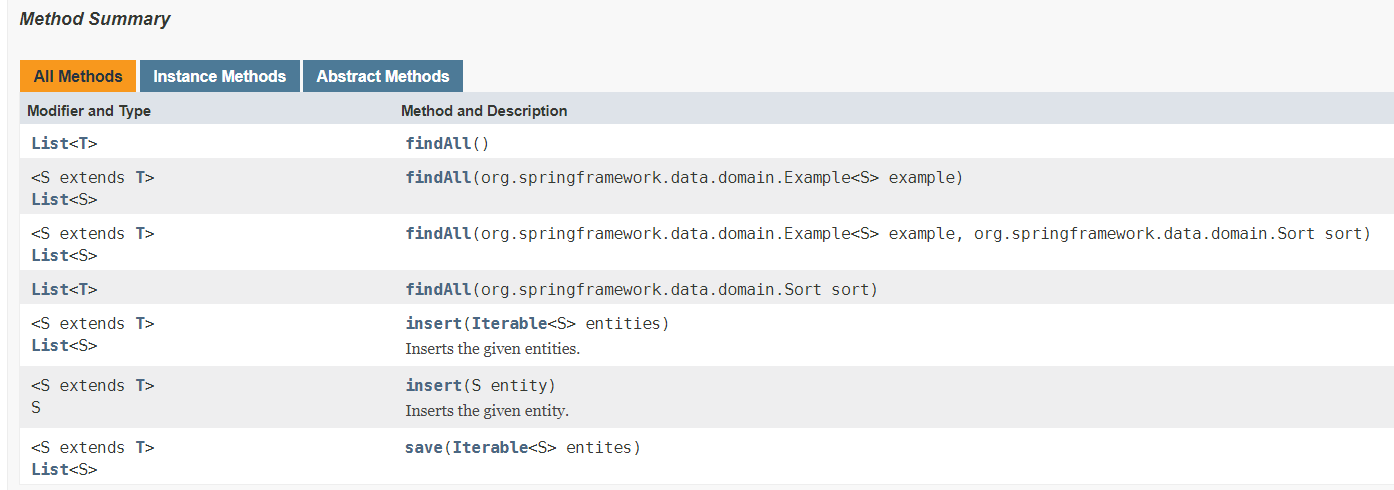 Method Summary
All Methods Instance Methods Abstract Methods
Modifier and Type Method and Description
List<T> findAll()
<S extends T> findAll(org.springframework.data.domain.Example<S> example)
List<S>
<S extends T> findAll(org.springframework.data.domain.Example<S> example, org.springframework.data.domain.Sort sort)
List<S>
List<T> findAll(org.springframework.data.domain.Sort sort)
<S extends T> insert(Iterable<S> entities)
List<S> Inserts the given entities.
<S extends T> insert(S entity)
S Inserts the given entity.
<S extends T> save(Iterable<S> entites)
List<S>